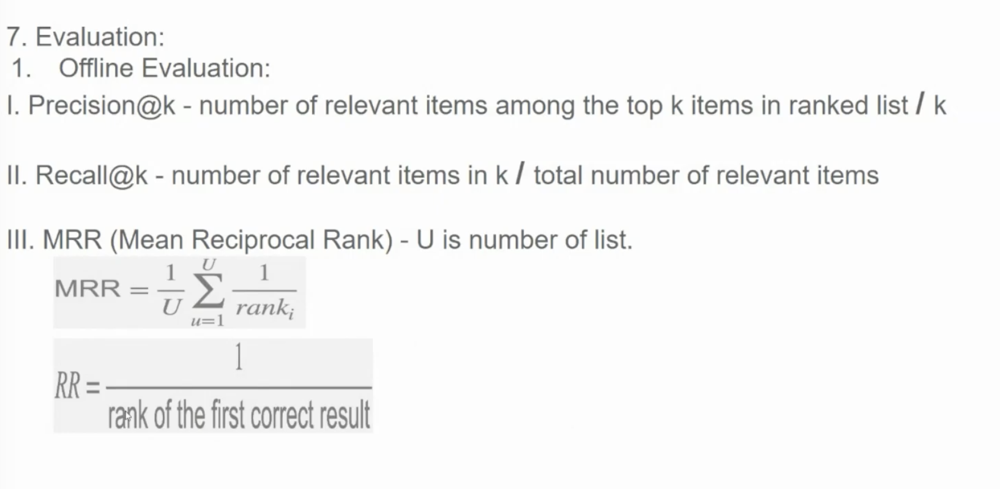 7. Evaluation:
1. Offline Evaluation:
I. Precision@k - number of relevant items among the top k items in ranked list / k
II. Recall@k - number of relevant items in k / total number of relevant items
III. MRR (Mean Reciprocal Rank) - U is number of list.
MRR = \frac{1}{U} \sum_{u=1}^{U} \frac{1}{rank_i}
RR = \frac{1}{rank of the first correct result}